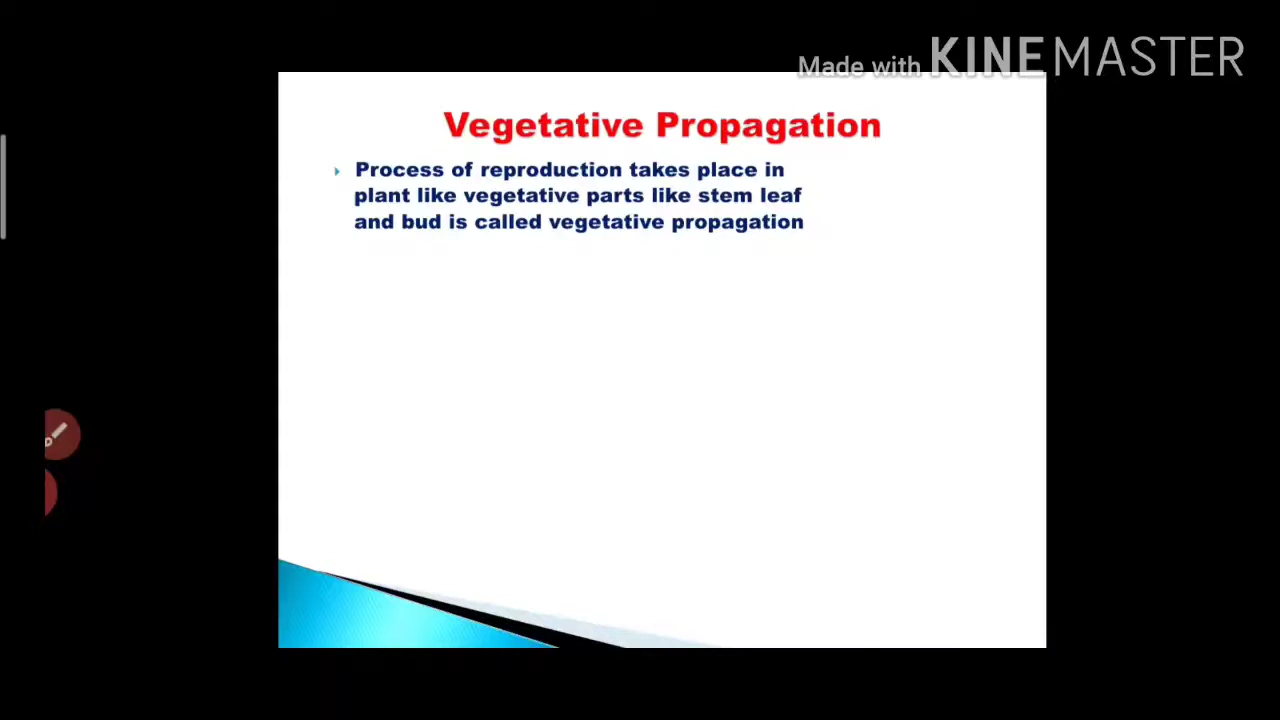 Made with KINEMASTER
Vegetative Propagation
Process of reproduction takes place in
plant like vegetative parts like stem leaf
and bud is called vegetative propagation